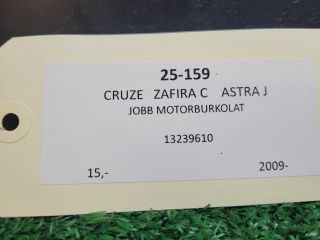 25-159
CRUZE ZAFIRA C ASTRA J
JOBB MOTORBURKOLAT
13239610
15,- 2009-